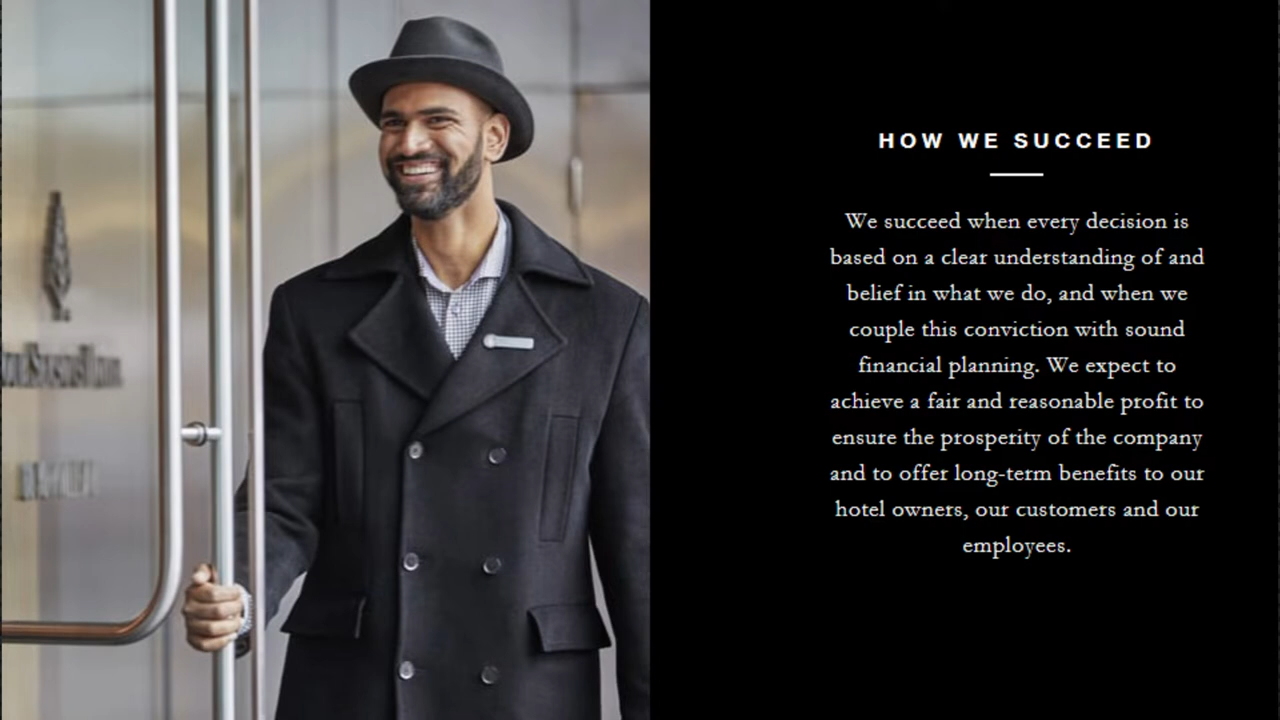 HOW WE SUCCEED
We succeed when every decision is
based on a clear understanding of and
belief in what we do, and when we
couple this conviction with sound
financial planning. We expect to
achieve a fair and reasonable profit to
ensure the prosperity of the company
and to offer long-term benefits to our
hotel owners, our customers and our
employees.